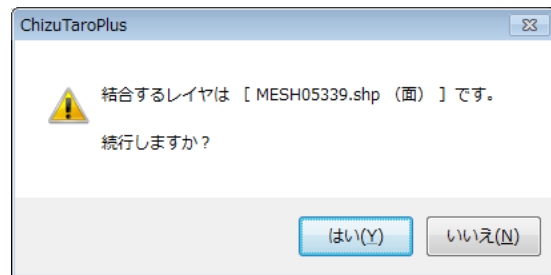 ChizuTaroPlus
結合するレイヤは [ MESH05339.shp (面) ] です。
続行しますか？
はい(Y)
いいえ(N)